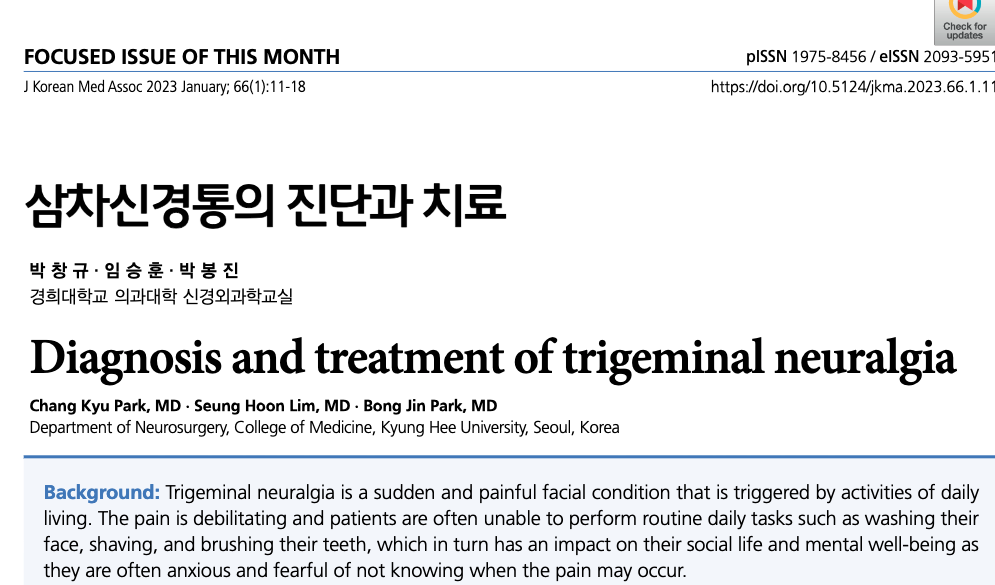 Check for
updates
FOCUSED ISSUE OF THIS MONTH
pISSN 1975-8456 / eISSN 2093-5951
J Korean Med Assoc 2023 January; 66(1):11-18
https://doi.org/10.5124/jkma.2023.66.1.11
삼차신경통의 진단과 치료
박 창 규 · 임 승 훈 · 박 봉 진
경희대학교 의과대학 신경외과학교실
Diagnosis and treatment of trigeminal neuralgia
Chang Kyu Park, MD · Seung Hoon Lim, MD · Bong Jin Park, MD
Department of Neurosurgery, College of Medicine, Kyung Hee University, Seoul, Korea
Background: Trigeminal neuralgia is a sudden and painful facial condition that is triggered by activities of daily
living. The pain is debilitating and patients are often unable to perform routine daily tasks such as washing their
face, shaving, and brushing their teeth, which in turn has an impact on their social life and mental well-being as
they are often anxious and fearful of not knowing when the pain may occur.